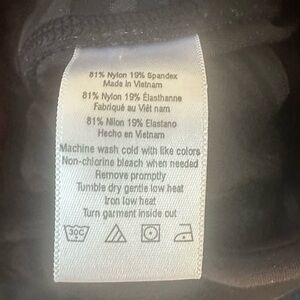 81% Nylon 19% Spandex
Made in Vietnam
81% Nylon 19% Élasthanne
Fabriqué au Viêt nam
81% Nilon 19% Elastano
Hecho en Vietnam
Machine wash cold with like colors
Non-chlorine bleach when needed
Remove promptly
Tumble dry gentle low heat
Iron low heat
Turn garment inside out
30C